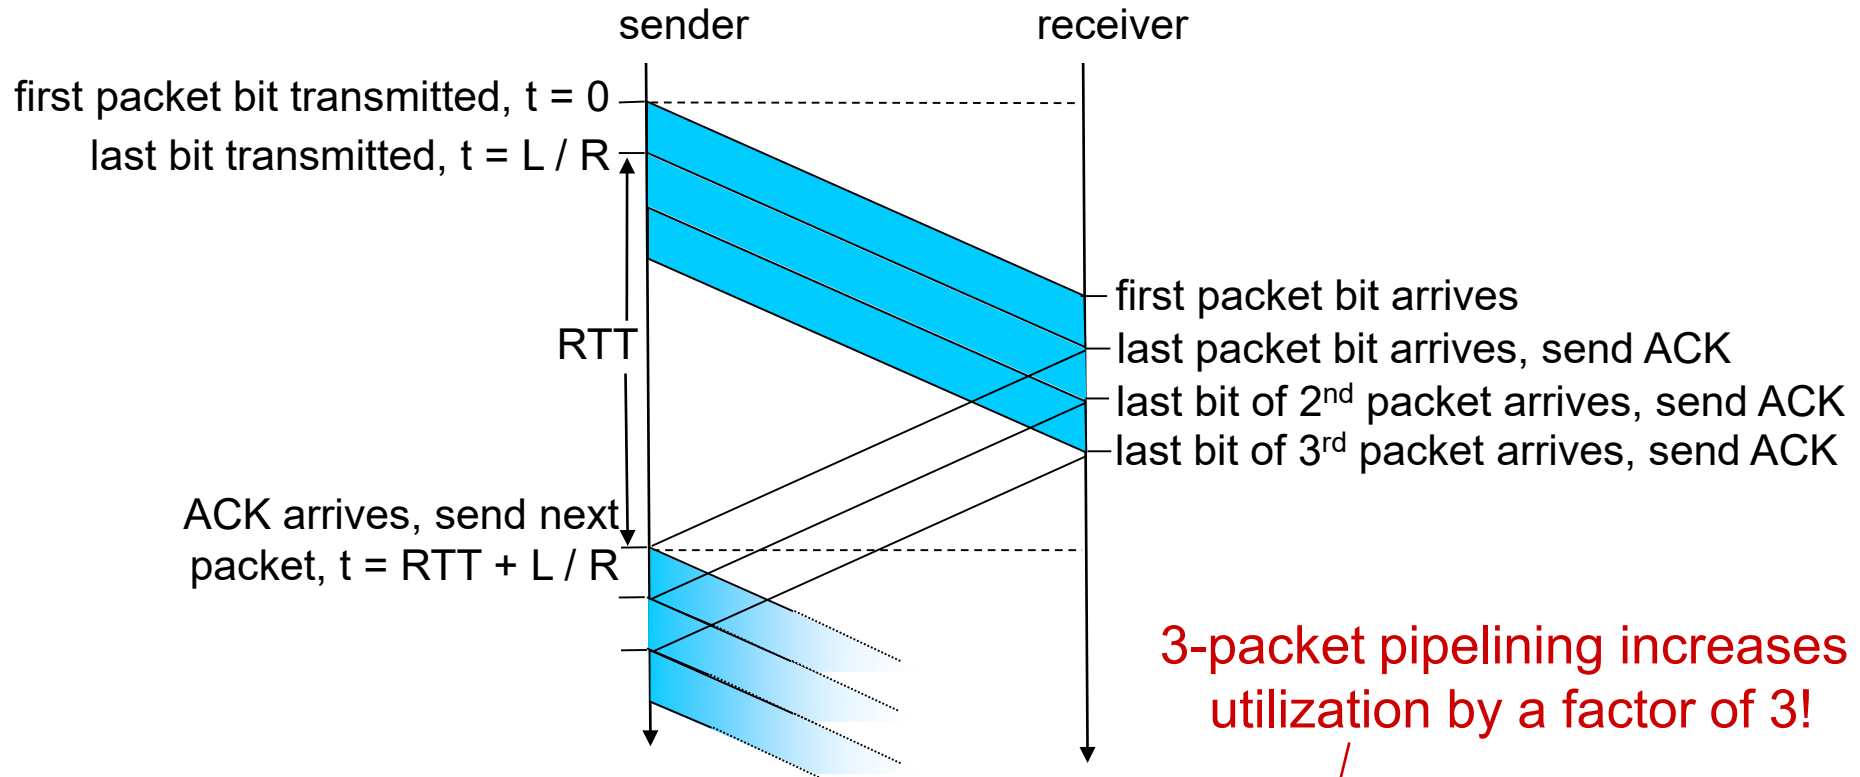 sender
receiver
first packet bit transmitted, t = 0
last bit transmitted, t = L / R
RTT
first packet bit arrives
last packet bit arrives, send ACK
last bit of 2nd packet arrives, send ACK
last bit of 3rd packet arrives, send ACK
ACK arrives, send next
packet, t = RTT + L / R
3-packet pipelining increases
utilization by a factor of 3!